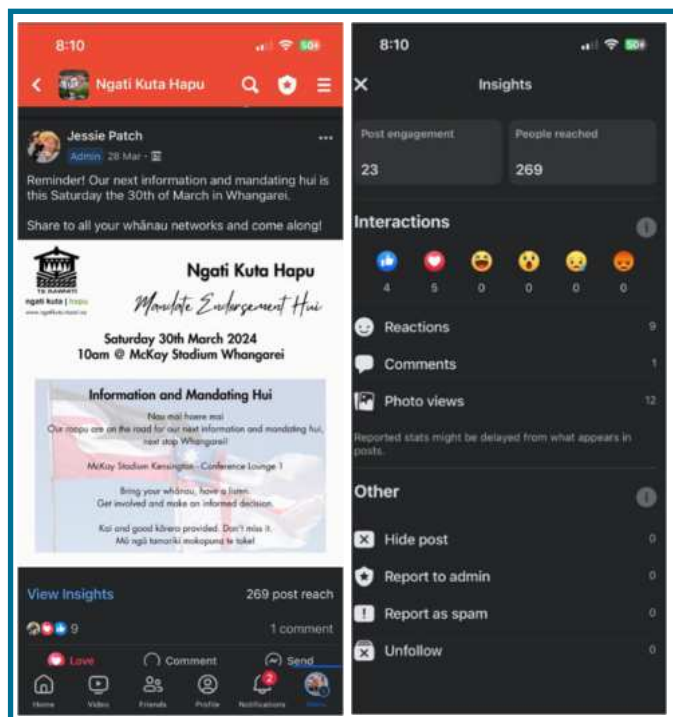 8:10
50+
Ngati Kuta Hapu
Jessie Patch
Admin 28 Mar
Reminder! Our next information and mandating hui is
this Saturday the 30th of March in Whangarei.
Share to all your whānau networks and come along!
TE RAWHITI
ngati kuta | hapu
Ngati Kuta Hapu
Mandate Endorsement Hui
Saturday 30th March 2024
10am @ McKay Stadium Whangarei
Information and Mandating Hui
Nau mai haere mai
Our roopu are on the road for our next information and mandating hui,
next stop Whangarei!
McKay Stadium Kensington - Conference Lounge 1
Bring your whānau, have a listen.
Get involved and make an informed decision.
Kai and good kōrero provided. Don't miss it.
Mō ngā tamariki mokopuna te take!
View Insights
269 post reach
9
1 comment
Love
Comment
Send
Home
Video
Friends
Profile
Notifications
2
8:10
50+
Insights
Post engagement
23
People reached
269
Interactions
4
5
0
0
0
0
Reactions
9
Comments
1
Photo views
12
Reported stats might be delayed from what appears in
posts.
Other
Hide post
0
Report to admin
0
Report as spam
0
Unfollow
0